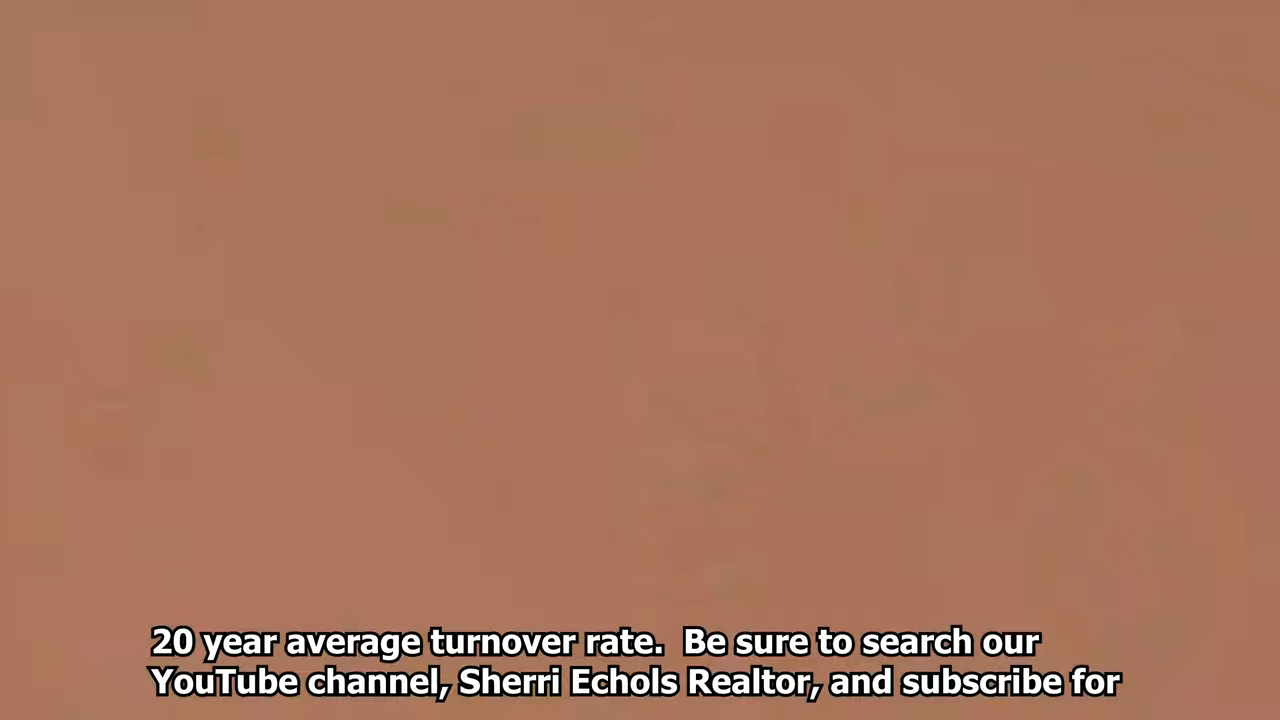 20 year average turnover rate.  Be sure to search our
YouTube channel, Sherri Echols Realtor, and subscribe for